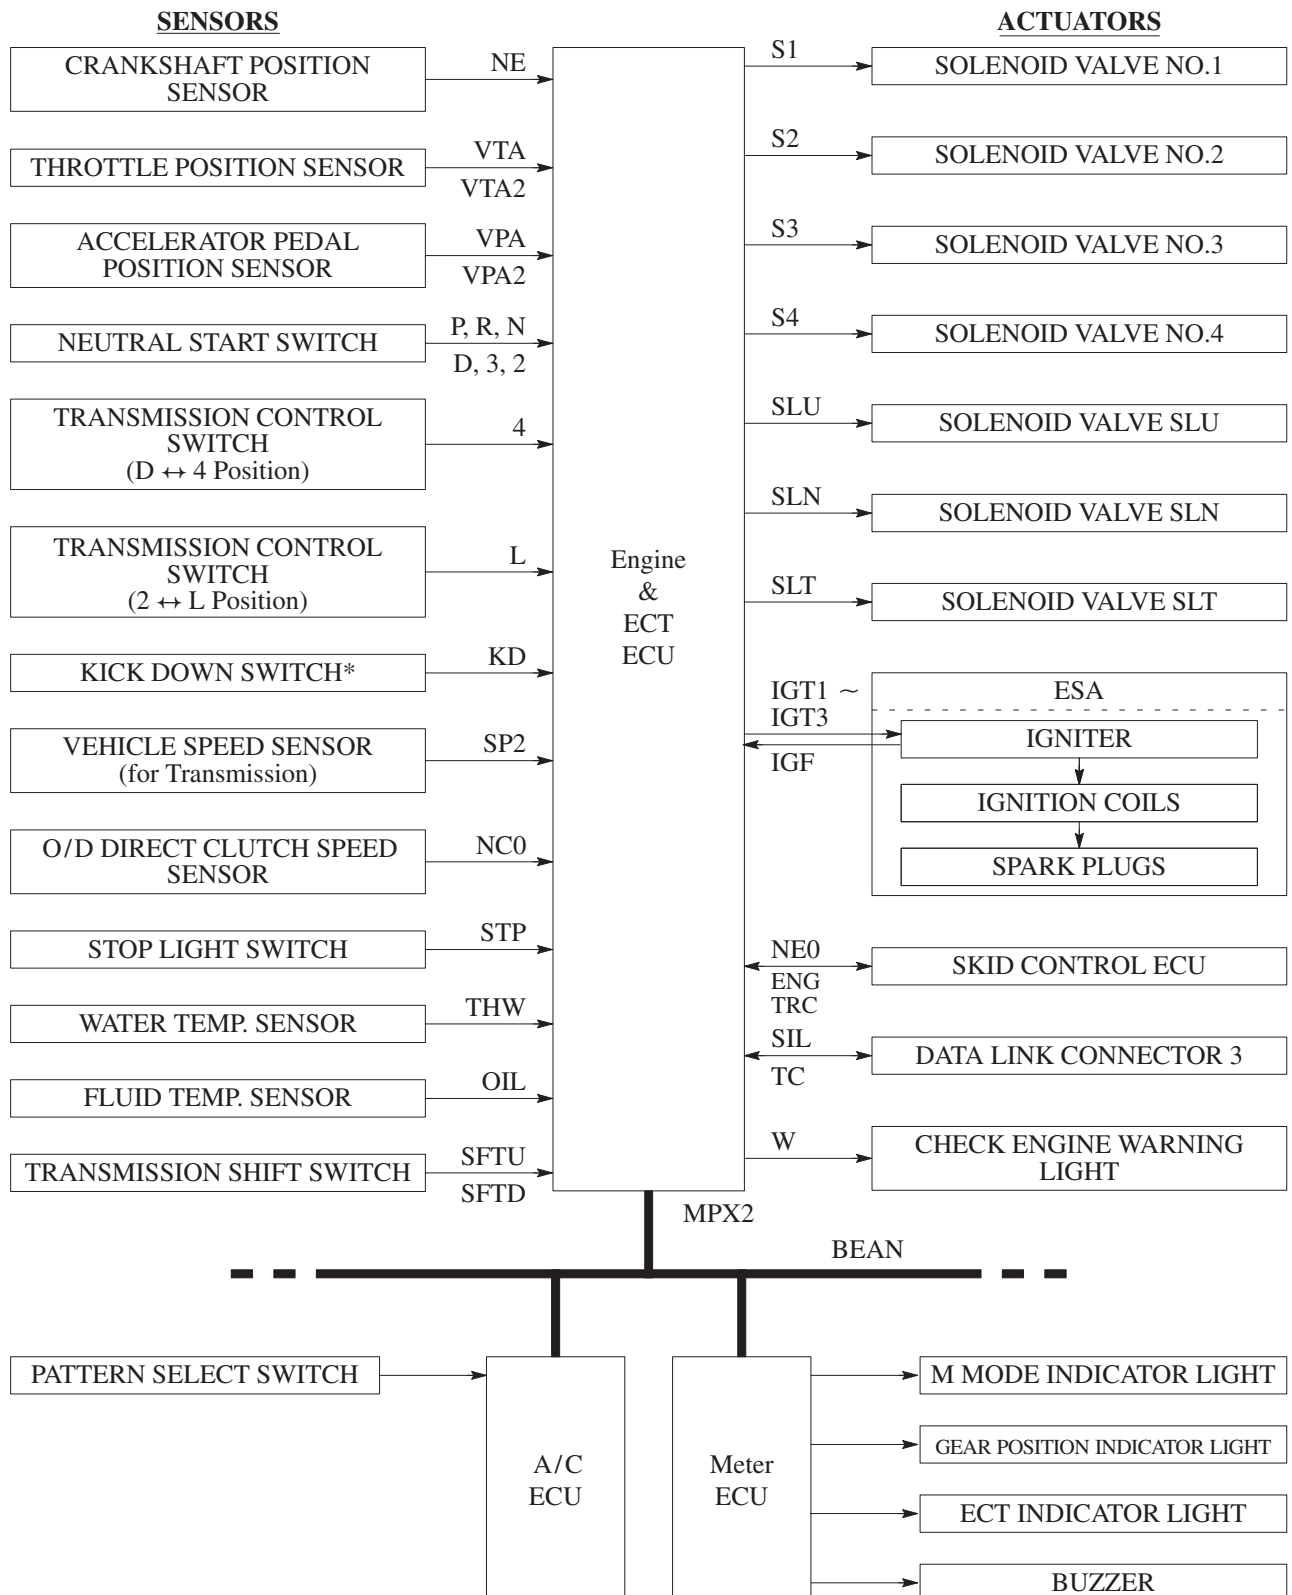 SENSORS
ACTUATORS
CRANKSHAFT POSITION
SENSOR
NE
THROTTLE POSITION SENSOR
VTA
VTA2
ACCELERATOR PEDAL
POSITION SENSOR
VPA
VPA2
NEUTRAL START SWITCH
P, R, N
D, 3, 2
TRANSMISSION CONTROL
SWITCH
(D ↔ 4 Position)
4
TRANSMISSION CONTROL
SWITCH
(2 ↔ L Position)
L
KICK DOWN SWITCH*
KD
VEHICLE SPEED SENSOR
(for Transmission)
SP2
O/D DIRECT CLUTCH SPEED
SENSOR
NC0
STOP LIGHT SWITCH
STP
WATER TEMP. SENSOR
THW
FLUID TEMP. SENSOR
OIL
TRANSMISSION SHIFT SWITCH
SFTU
SFTD
Engine
&
ECT
ECU
S1
SOLENOID VALVE NO.1
S2
SOLENOID VALVE NO.2
S3
SOLENOID VALVE NO.3
S4
SOLENOID VALVE NO.4
SLU
SOLENOID VALVE SLU
SLN
SOLENOID VALVE SLN
SLT
SOLENOID VALVE SLT
IGT1 ~
IGT3
IGF
ESA
IGNITER
IGNITION COILS
SPARK PLUGS
NE0
ENG
TRC
SKID CONTROL ECU
SIL
TC
DATA LINK CONNECTOR 3
W
CHECK ENGINE WARNING
LIGHT
MPX2
BEAN
PATTERN SELECT SWITCH
A/C
ECU
Meter
ECU
M MODE INDICATOR LIGHT
GEAR POSITION INDICATOR LIGHT
ECT INDICATOR LIGHT
BUZZER